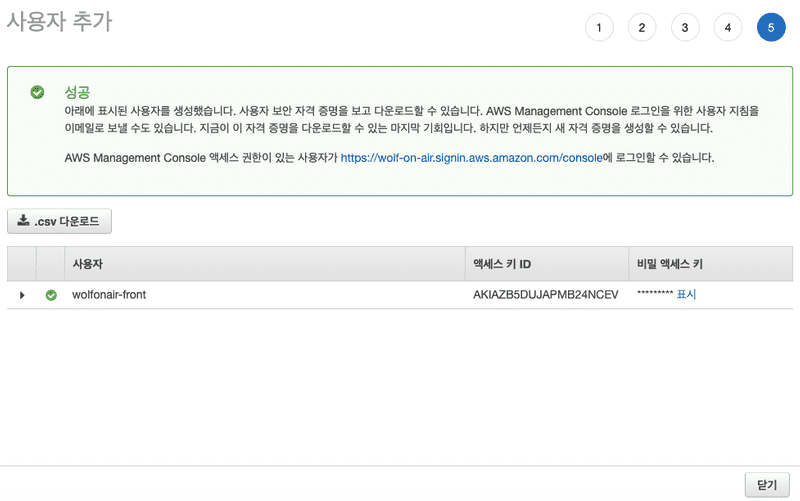 사용자 추가
1 2 3 4 5
성공
아래에 표시된 사용자를 생성했습니다. 사용자 보안 자격 증명을 보고 다운로드할 수 있습니다. AWS Management Console 로그인을 위한 사용자 지침을
이메일로 보낼 수도 있습니다. 지금이 이 자격 증명을 다운로드할 수 있는 마지막 기회입니다. 하지만 언제든지 새 자격 증명을 생성할 수 있습니다.
AWS Management Console 액세스 권한이 있는 사용자가 https://wolf-on-air.signin.aws.amazon.com/console에 로그인할 수 있습니다.
.csv 다운로드
사용자 액세스 키 ID 비밀 액세스 키
wolfonair-front AKIAZB5DUJAPMB24NCEV ********* 표시
닫기